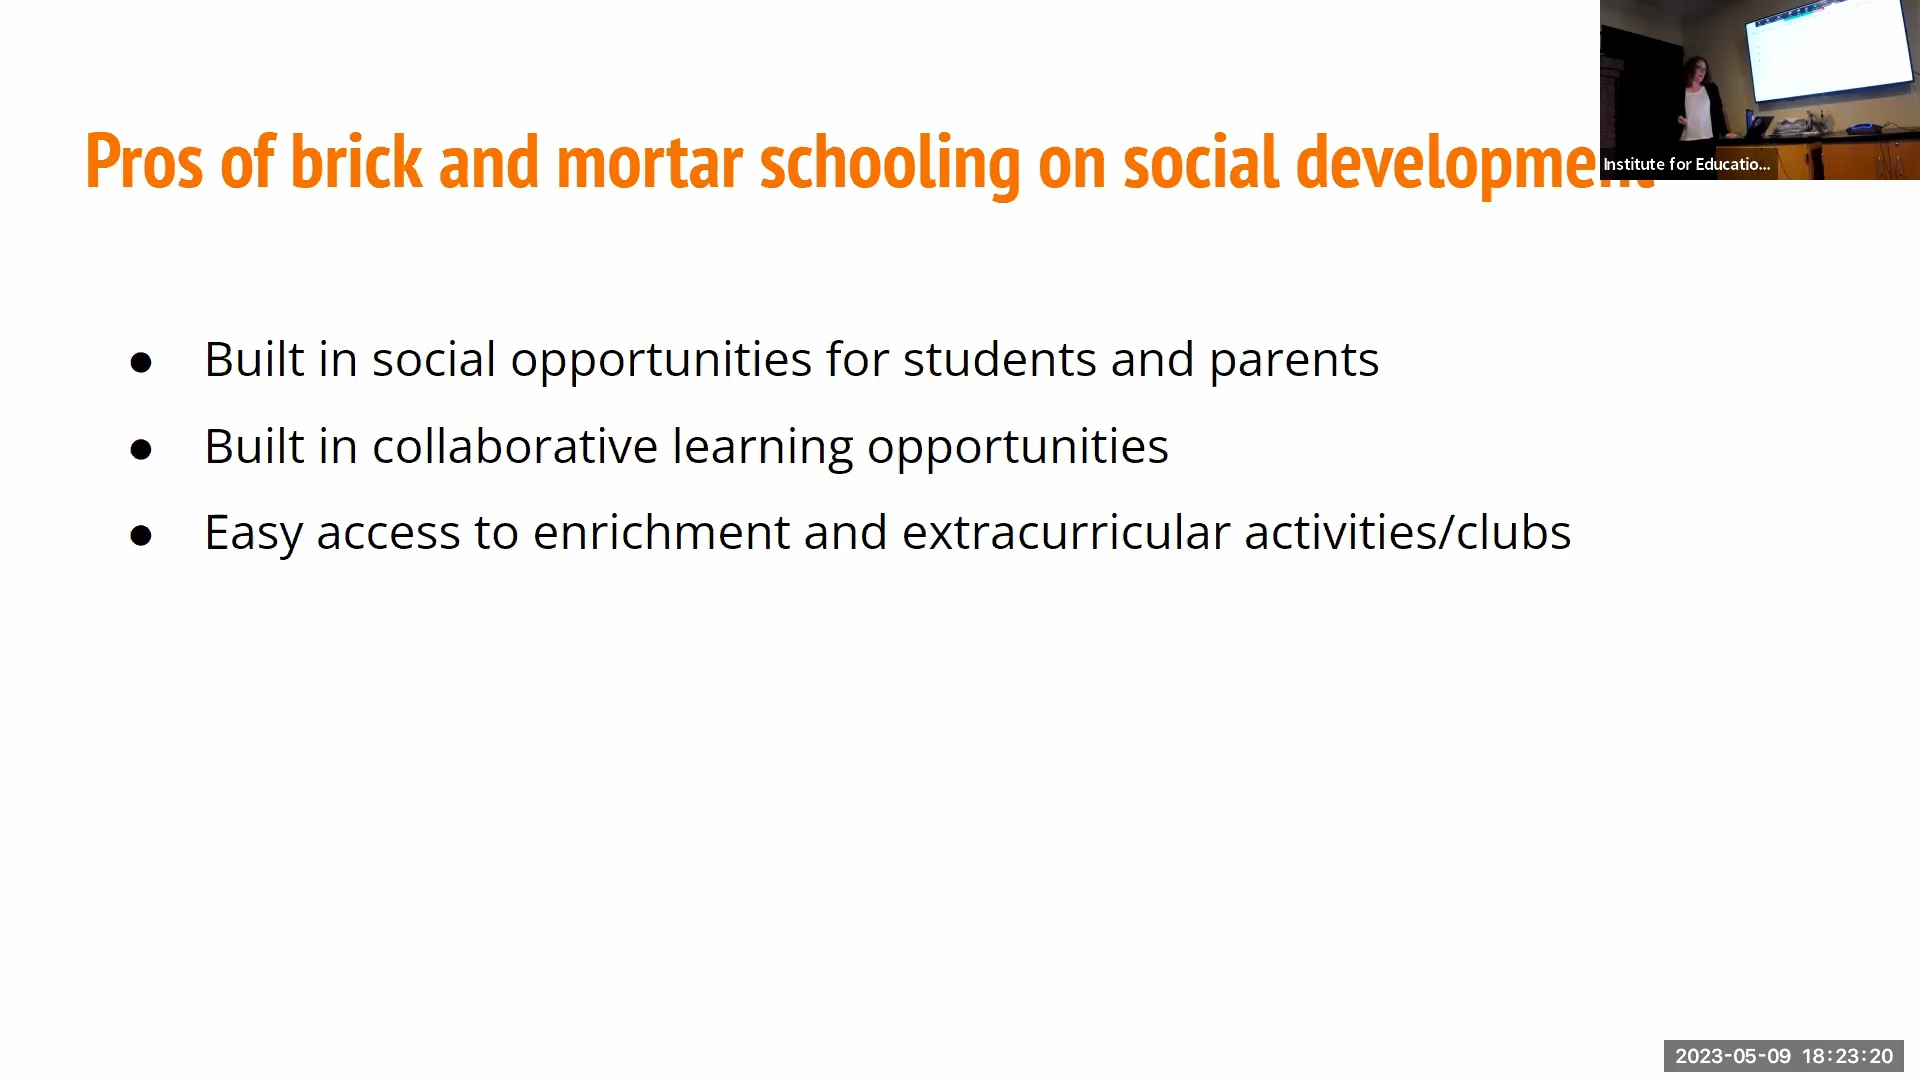 Pros of brick and mortar schooling on social development
Institute for Educatio...
● Built in social opportunities for students and parents
● Built in collaborative learning opportunities
● Easy access to enrichment and extracurricular activities/clubs
2023-05-09 18:23:20